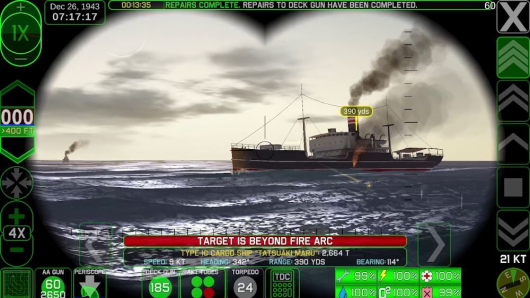 Dec 26, 1943
07:17:17
00:13:35 REPAIRS COMPLETE. REPAIRS TO DECK GUN HAVE BEEN COMPLETED. 60
1X
000
>400 FT
390 yds
4X
TARGET IS BEYOND FIRE ARC
TYPE-1C CARGO SHIP "TATSUAKI MARU" 2,664 T
SPEED: 9 KT HEADING: 342° RANGE: 390 YDS BEARING: 114°
21 KT
AA GUN PERISCOPE DECK GUN TORPEDO
60
2650
185
24
TDC
99% 100% 100%
100% 100% 99%